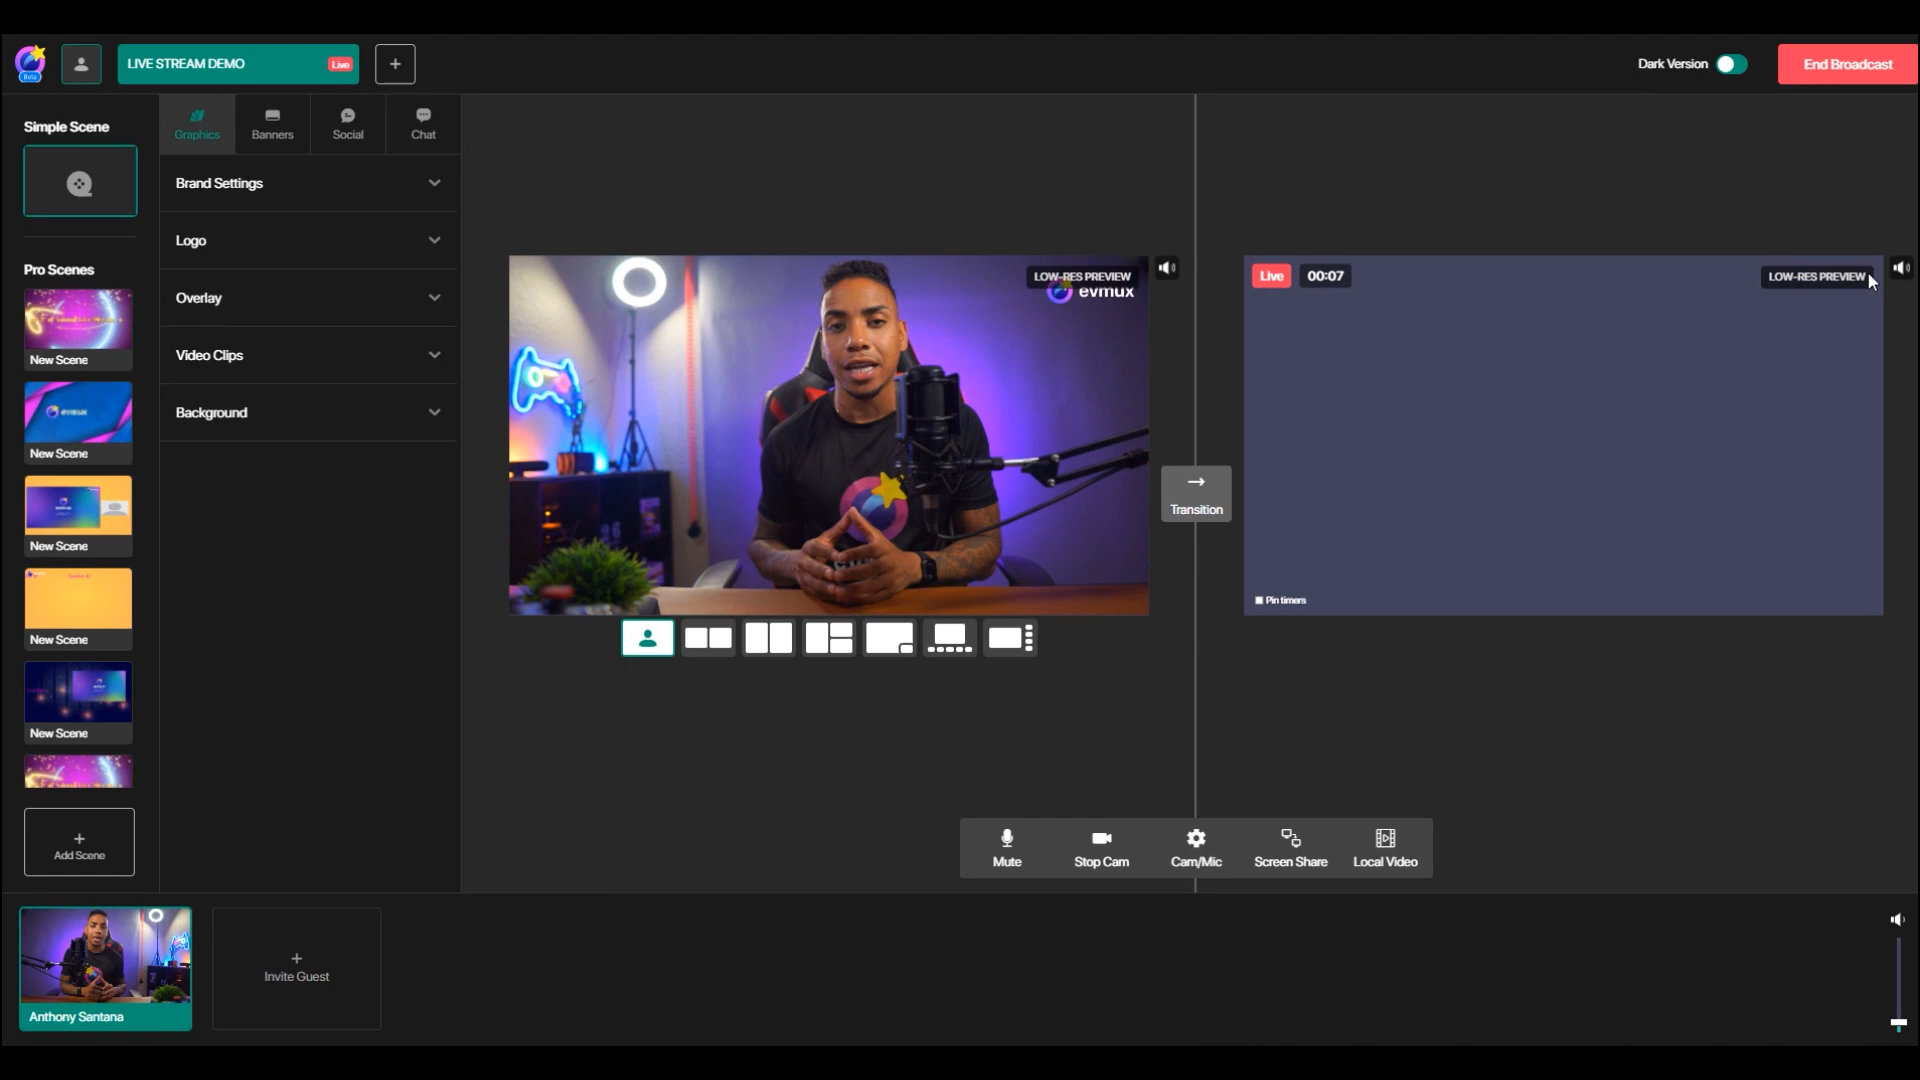 Beta
LIVE STREAM DEMO
Live
+
Dark Version
End Broadcast
Simple Scene
Graphics
Banners
Social
Chat
Brand Settings
Logo
Overlay
Video Clips
Background
Pro Scenes
New Scene
evmux
New Scene
New Scene
New Scene
New Scene
+
Add Scene
LOW-RES PREVIEW
evmux
→
Transition
Live
00:07
LOW-RES PREVIEW
Pin timers
Mute
Stop Cam
Cam/Mic
Screen Share
Local Video
Anthony Santana
+
Invite Guest